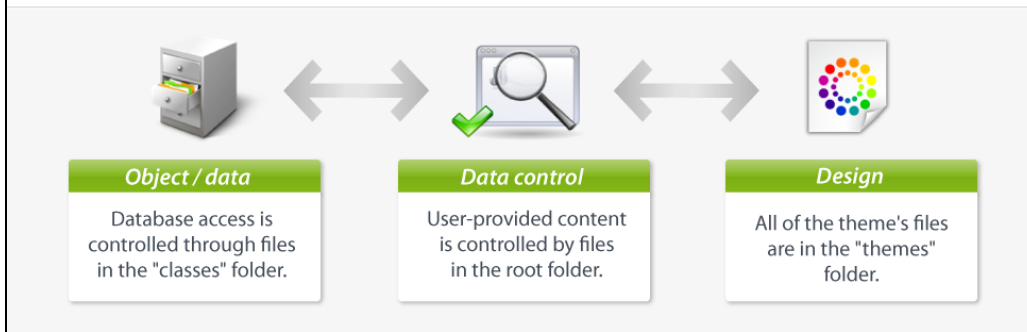 Object / data
Database access is
controlled through files
in the "classes" folder.
Data control
User-provided content
is controlled by files
in the root folder.
Design
All of the theme's files
are in the "themes"
folder.